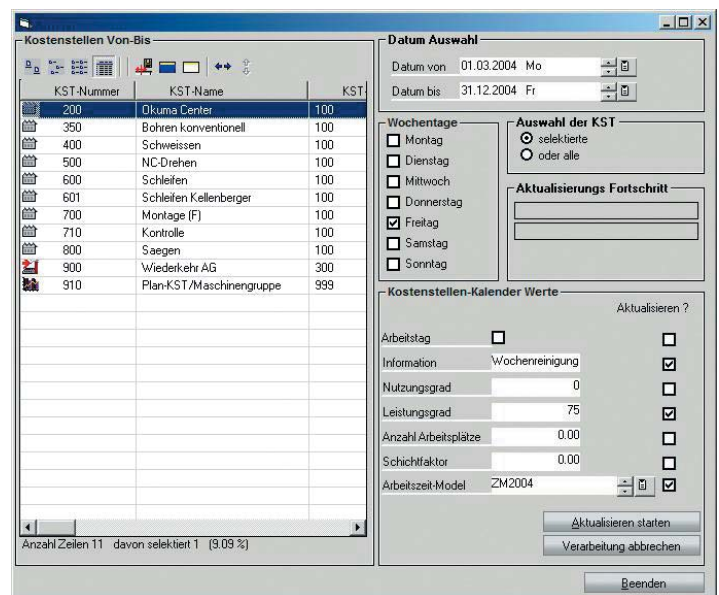 Kostenstellen Von-Bis
KST-Nummer KST-Name KST-
200 Okuma Center 100
350 Bohren konventionell 100
400 Schweissen 100
500 NC-Drehen 100
600 Schleifen 100
601 Schleifen Kellenberger 100
700 Montage (F) 100
710 Kontrolle 100
800 Saegen 100
900 Wiederkehr AG 300
910 Plan-KST/Maschinengruppe 999
Anzahl Zeilen 11 davon selektiert 1 (9.09 %)
Datum Auswahl
Datum von 01.03.2004 Mo
Datum bis 31.12.2004 Fr
Wochentage
Montag
Dienstag
Mittwoch
Donnerstag
Freitag
Samstag
Sonntag
Auswahl der KST
selektierte
oder alle
Aktualisierungs Fortschritt
Kostenstellen-Kalender Werte
Aktualisieren ?
Arbeitstag
Information Wochenreinigung
Nutzungsgrad 0
Leistungsgrad 75
Anzahl Arbeitsplätze 0.00
Schichtfaktor 0.00
Arbeitszeit-Model ZM2004
Aktualisieren starten
Verarbeitung abbrechen
Beenden